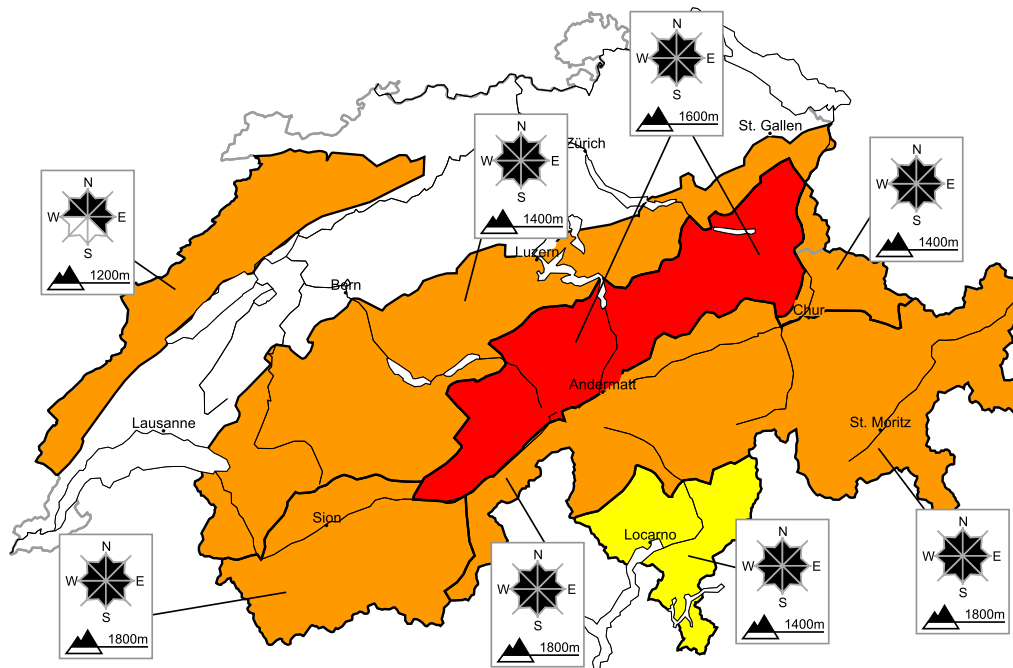 N
W E
S
1600m
St. Gallen
N
W E
S
1400m
Zürich
N
W E
S
1400m
N
W E
S
1200m
Luzern
Bern
Chur
Andermatt
Lausanne
St. Moritz
Sion
Locarno
N
W E
S
1800m
N
W E
S
1800m
N
W E
S
1400m
N
W E
S
1800m